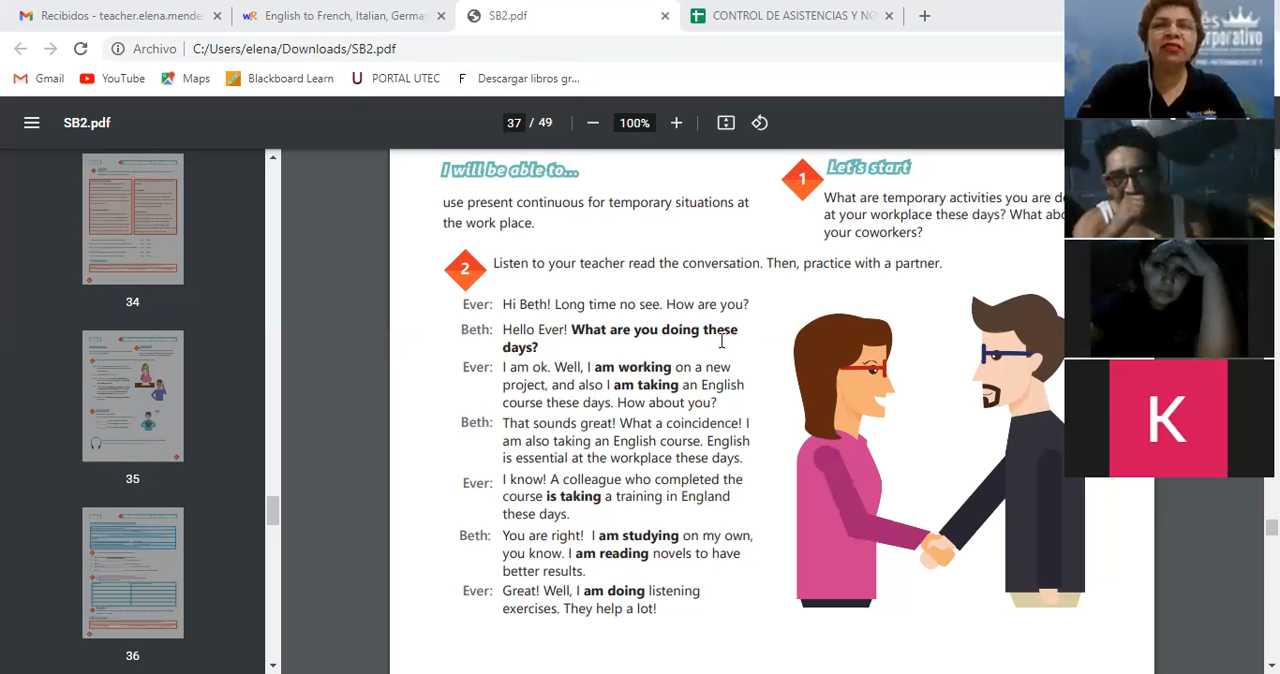 Recibidos - teacher.elena.mende
English to French, Italian, Germa
SB2.pdf
CONTROL DE ASISTENCIAS Y NO
Archivo
C:/Users/elena/Downloads/SB2.pdf
Gmail
YouTube
Maps
Blackboard Learn
PORTAL UTEC
Descargar libros gr...
SB2.pdf
37 / 49
100%
34
35
36
I will be able to...
use present continuous for temporary situations at
the work place.
1
Let's start
What are temporary activities you are d
at your workplace these days? What abo
your coworkers?
2
Listen to your teacher read the conversation. Then, practice with a partner.
Ever: Hi Beth! Long time no see. How are you?
Beth: Hello Ever! What are you doing these
days?
Ever: I am ok. Well, I am working on a new
project, and also I am taking an English
course these days. How about you?
Beth: That sounds great! What a coincidence! I
am also taking an English course. English
is essential at the workplace these days.
Ever: I know! A colleague who completed the
course is taking a training in England
these days.
Beth: You are right! I am studying on my own,
you know. I am reading novels to have
better results.
Ever: Great! Well, I am doing listening
exercises. They help a lot!
és
rporativo
K